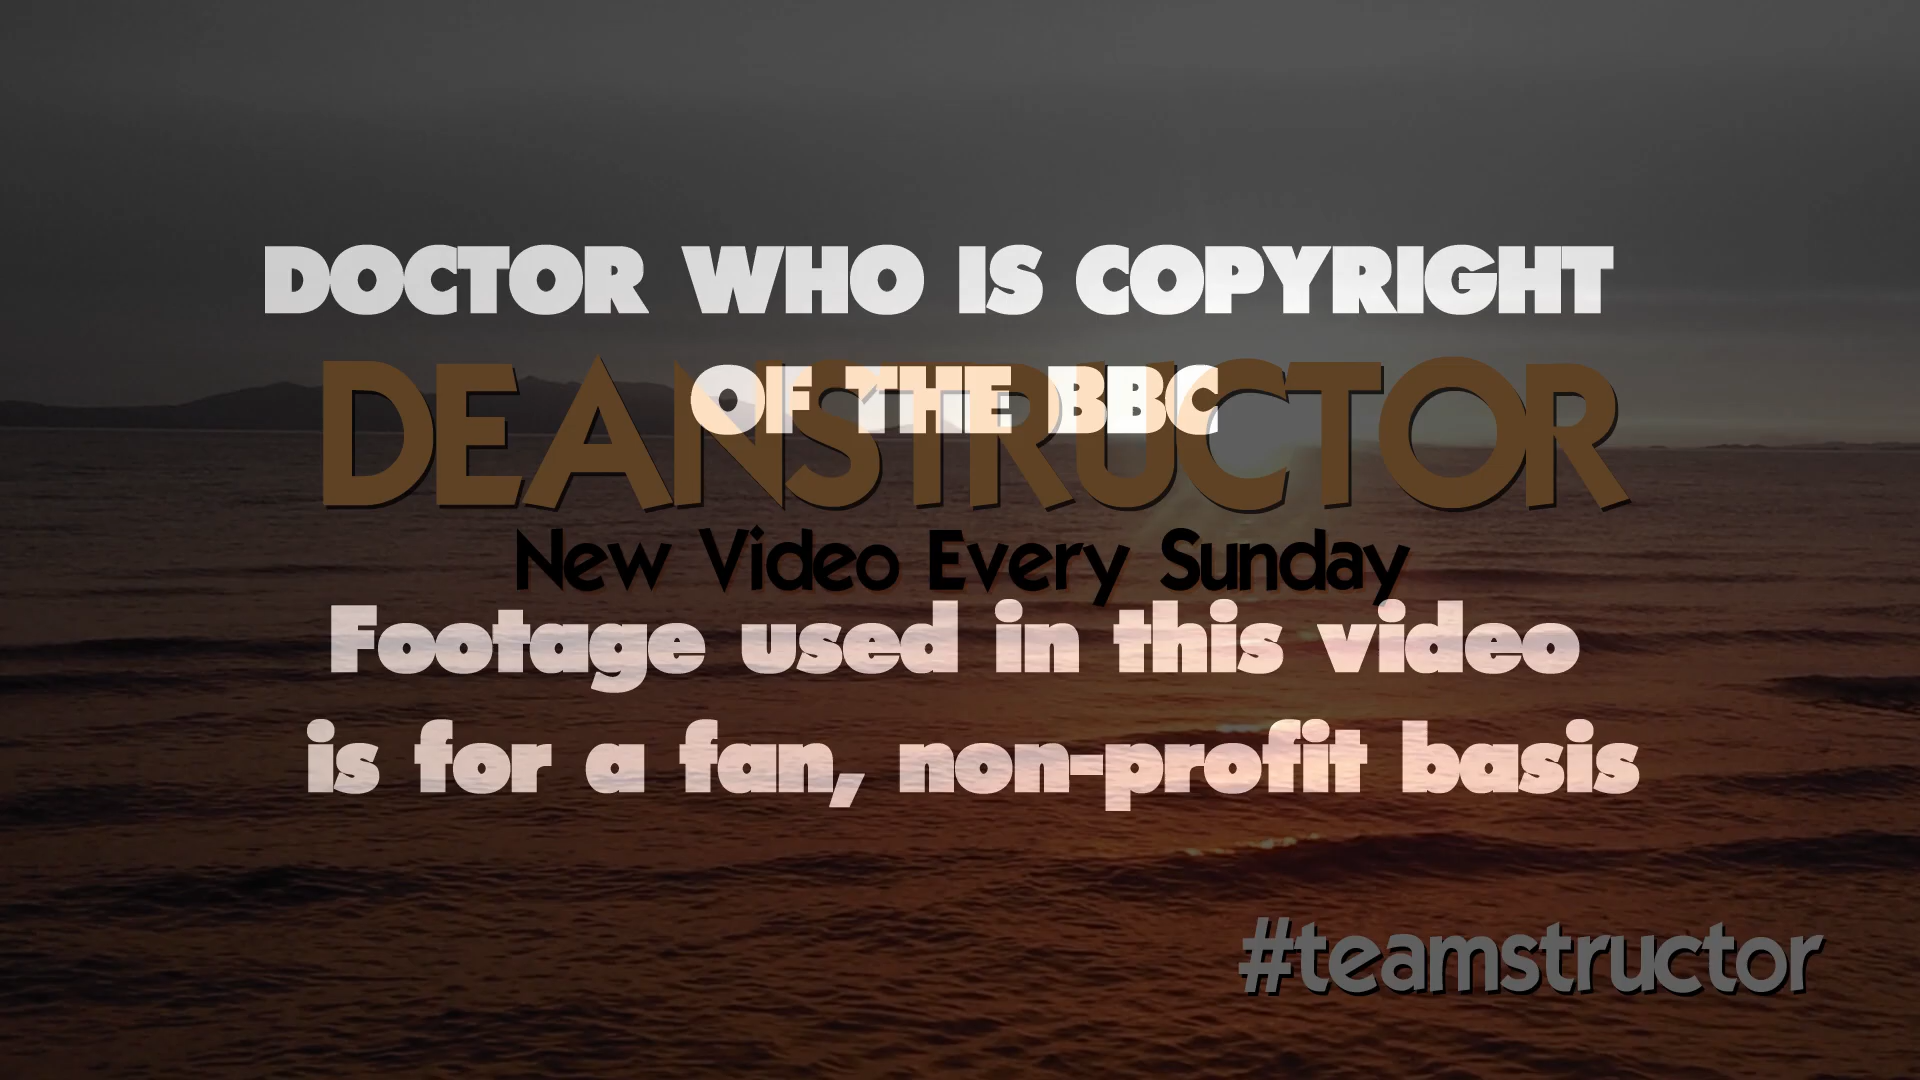 DOCTOR WHO IS COPYRIGHT
OF THE BBC
DEANSTRUCTOR
New Video Every Sunday
Footage used in this video
is for a fan, non-profit basis
#teamstructor